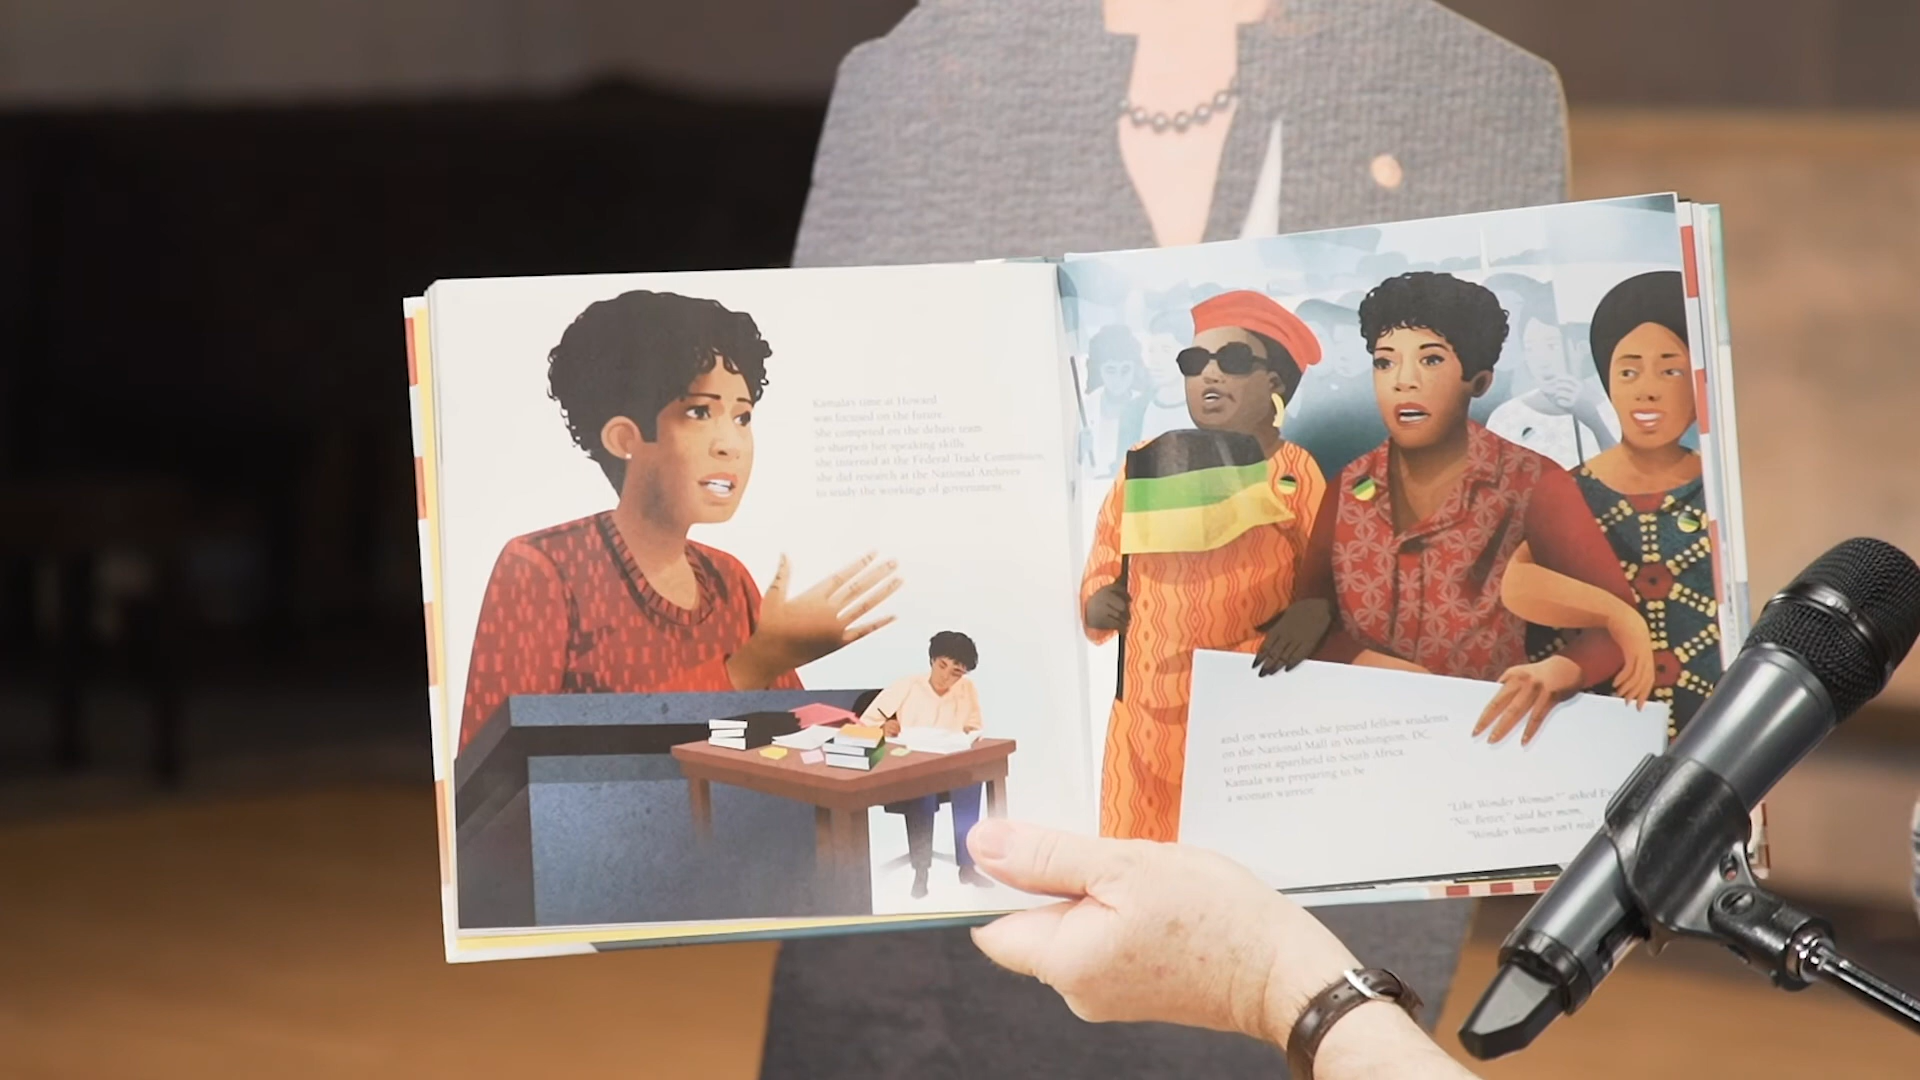 Kamala's time at Howard
was focused on the future.
She competed on the debate team
to sharpen her speaking skills,
she interned at the Federal Trade Commission,
she did research at the National Archives
to study the workings of government,
and on weekends, she joined fellow students
on the National Mall in Washington, DC,
to protest apartheid in South Africa.
Kamala was preparing to be
a woman warrior.
"Like Wonder Woman?" asked
"No. Better," said her mom.
"Wonder Woman isn't real